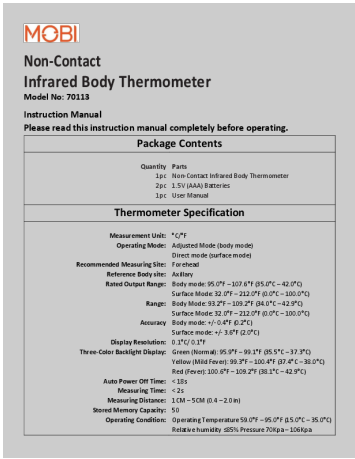 MOBI
Non-Contact
Infrared Body Thermometer
Model No: 70113
Instruction Manual
Please read this instruction manual completely before operating.
Package Contents
Quantity Parts
1pc Non-Contact Infrared Body Thermometer
2pc 1.5V (AAA) Batteries
1pc User Manual
Thermometer Specification
Measurement Unit: °C/°F
Operating Mode: Adjusted Mode (body mode)
Direct mode (surface mode)
Recommended Measuring Site: Forehead
Reference Body site: Axillary
Rated Output Range: Body mode: 95.0°F – 107.6°F (35.0°C – 42.0°C)
Surface Mode: 32.0°F – 212.0°F (0.0°C – 100.0°C)
Range: Body Mode: 93.2°F – 109.2°F (34.0°C – 42.9°C)
Surface Mode: 32.0°F – 212.0°F (0.0°C – 100.0°C)
Accuracy Body mode: +/- 0.4°F (0.2°C)
Surface mode: +/- 3.6°F (2.0°C)
Display Resolution: 0.1°C/ 0.1°F
Three-Color Backlight Display: Green (Normal): 95.9°F – 99.1°F (35.5°C – 37.3°C)
Yellow (Mild Fever): 99.3°F – 100.4°F (37.4°C – 38.0°C)
Red (Fever): 100.6°F – 109.2°F (38.1°C – 42.9°C)
Auto Power Off Time: < 18s
Measuring Time: < 2s
Measuring Distance: 1CM – 5CM (0.4 – 2.0in)
Stored Memory Capacity: 50
Operating Condition: Operating Temperature 59.0°F – 95.0°F (15.0°C – 35.0°C)
Relative humidity ≤85% Pressure 70Kpa – 106Kpa